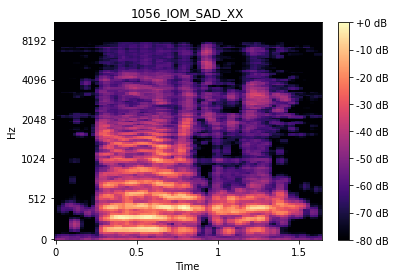 1056_IOM_SAD_XX
+0 dB
8192
-10 dB
4096
-20 dB
-30 dB
2048
-40 dB
Hz
1024
-50 dB
-60 dB
512
-70 dB
0
-80 dB
0
0.5
1
1.5
Time